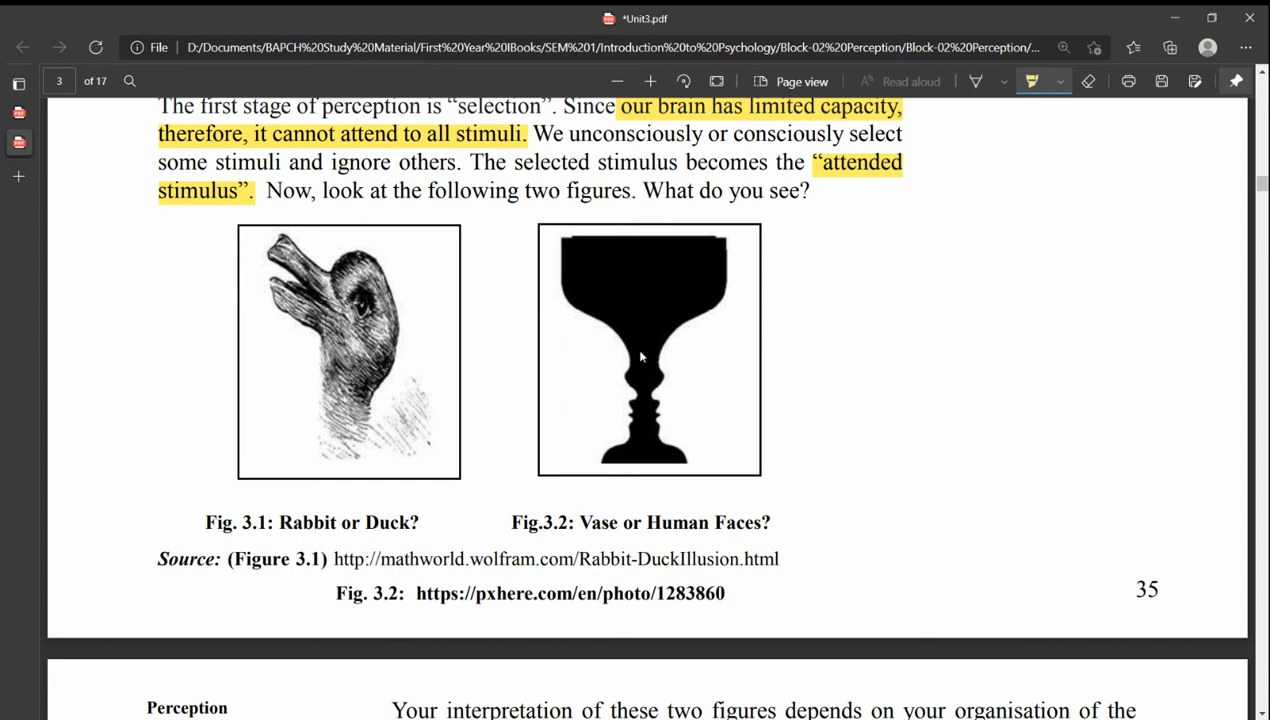 *Unit3.pdf
File
D:/Documents/BAPCH%20Study%20Material/First%20Year%20IBooks/SEM%201/Introduction%20to%20Psychology/Block-02%20Perception/Block-02%20Perception/...
3 of 17
Page view
Read aloud
The first stage of perception is “selection”. Since our brain has limited capacity,
therefore, it cannot attend to all stimuli. We unconsciously or consciously select
some stimuli and ignore others. The selected stimulus becomes the “attended
stimulus”. Now, look at the following two figures. What do you see?
Fig. 3.1: Rabbit or Duck?
Fig.3.2: Vase or Human Faces?
Source: (Figure 3.1) http://mathworld.wolfram.com/Rabbit-DuckIllusion.html
Fig. 3.2: https://pxhere.com/en/photo/1283860
35
Perception
Your interpretation of these two figures depends on your organisation of the